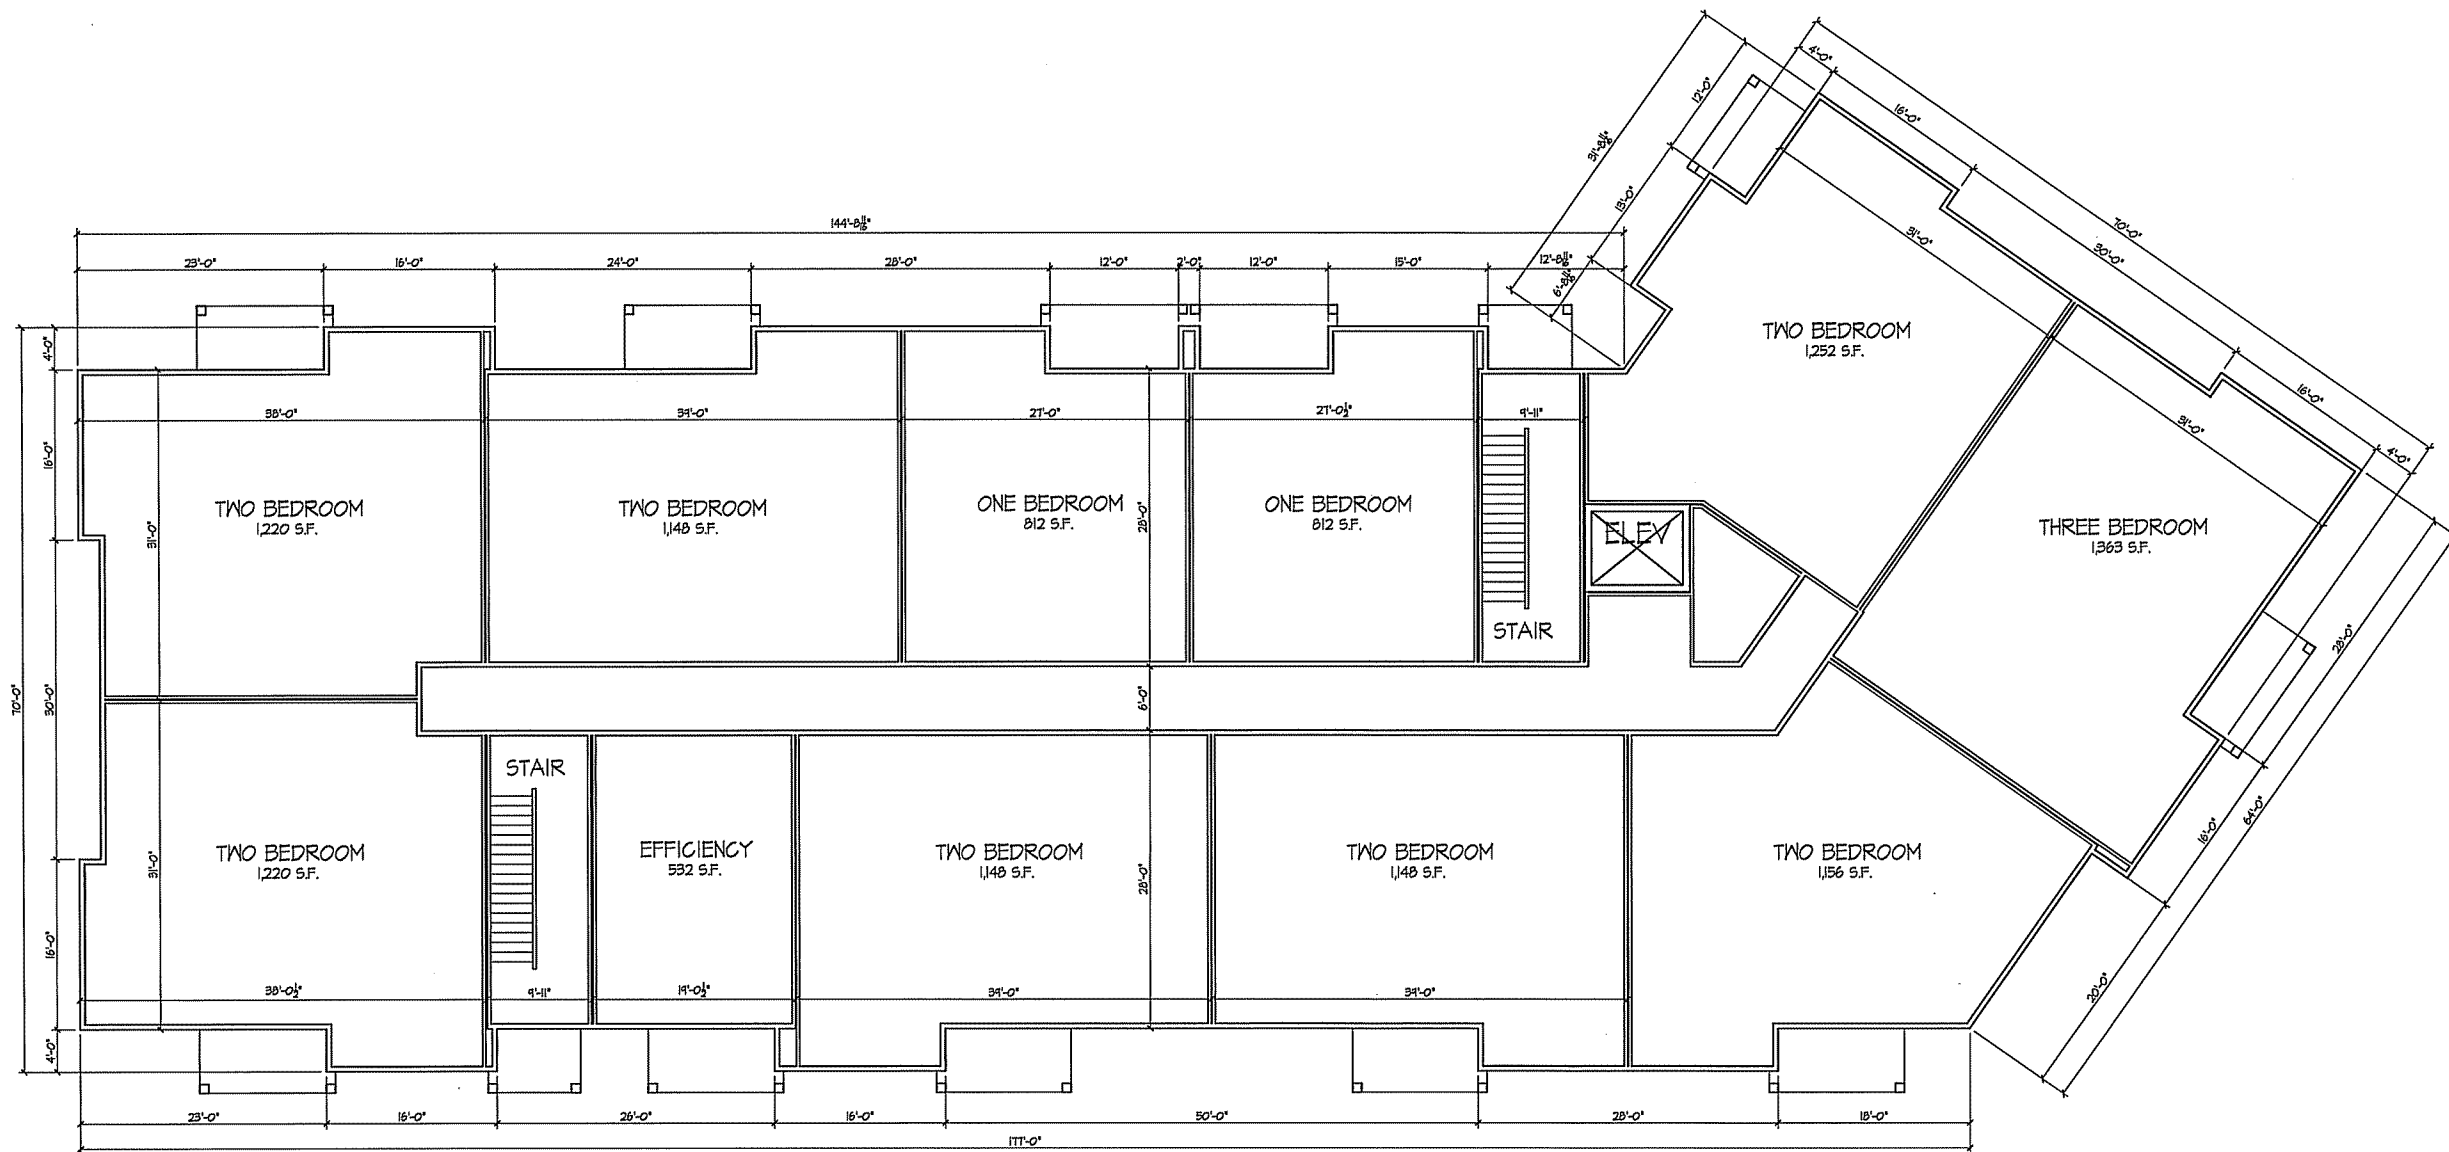 4'-0"
12'-0"
16'-0"
31'-8 11/16"
13'-0"
144'-8 11/16"
70'-0"
31'-0"
30'-0"
23'-0"
16'-0"
24'-0"
28'-0"
12'-0"
2'-0"
12'-0"
15'-0"
12'-8 11/16"
6'-8 11/16"
TWO BEDROOM
1,252 S.F.
4'-0"
38'-0"
39'-0"
27'-0"
27'-0 1/2"
9'-11"
31'-0"
16'-0"
4'-0"
16'-0"
TWO BEDROOM
1,220 S.F.
31'-0"
TWO BEDROOM
1,148 S.F.
ONE BEDROOM
812 S.F.
28'-0"
ONE BEDROOM
812 S.F.
ELEV
THREE BEDROOM
1,363 S.F.
STAIR
28'-0"
70'-0"
30'-0"
6'-0"
STAIR
64'-0"
16'-0"
TWO BEDROOM
1,220 S.F.
31'-0"
EFFICIENCY
532 S.F.
TWO BEDROOM
1,148 S.F.
28'-0"
TWO BEDROOM
1,148 S.F.
TWO BEDROOM
1,156 S.F.
16'-0"
38'-0 1/2"
9'-11"
19'-0 1/2"
39'-0"
39'-0"
20'-0"
4'-0"
23'-0"
16'-0"
26'-0"
16'-0"
50'-0"
28'-0"
18'-0"
177'-0"